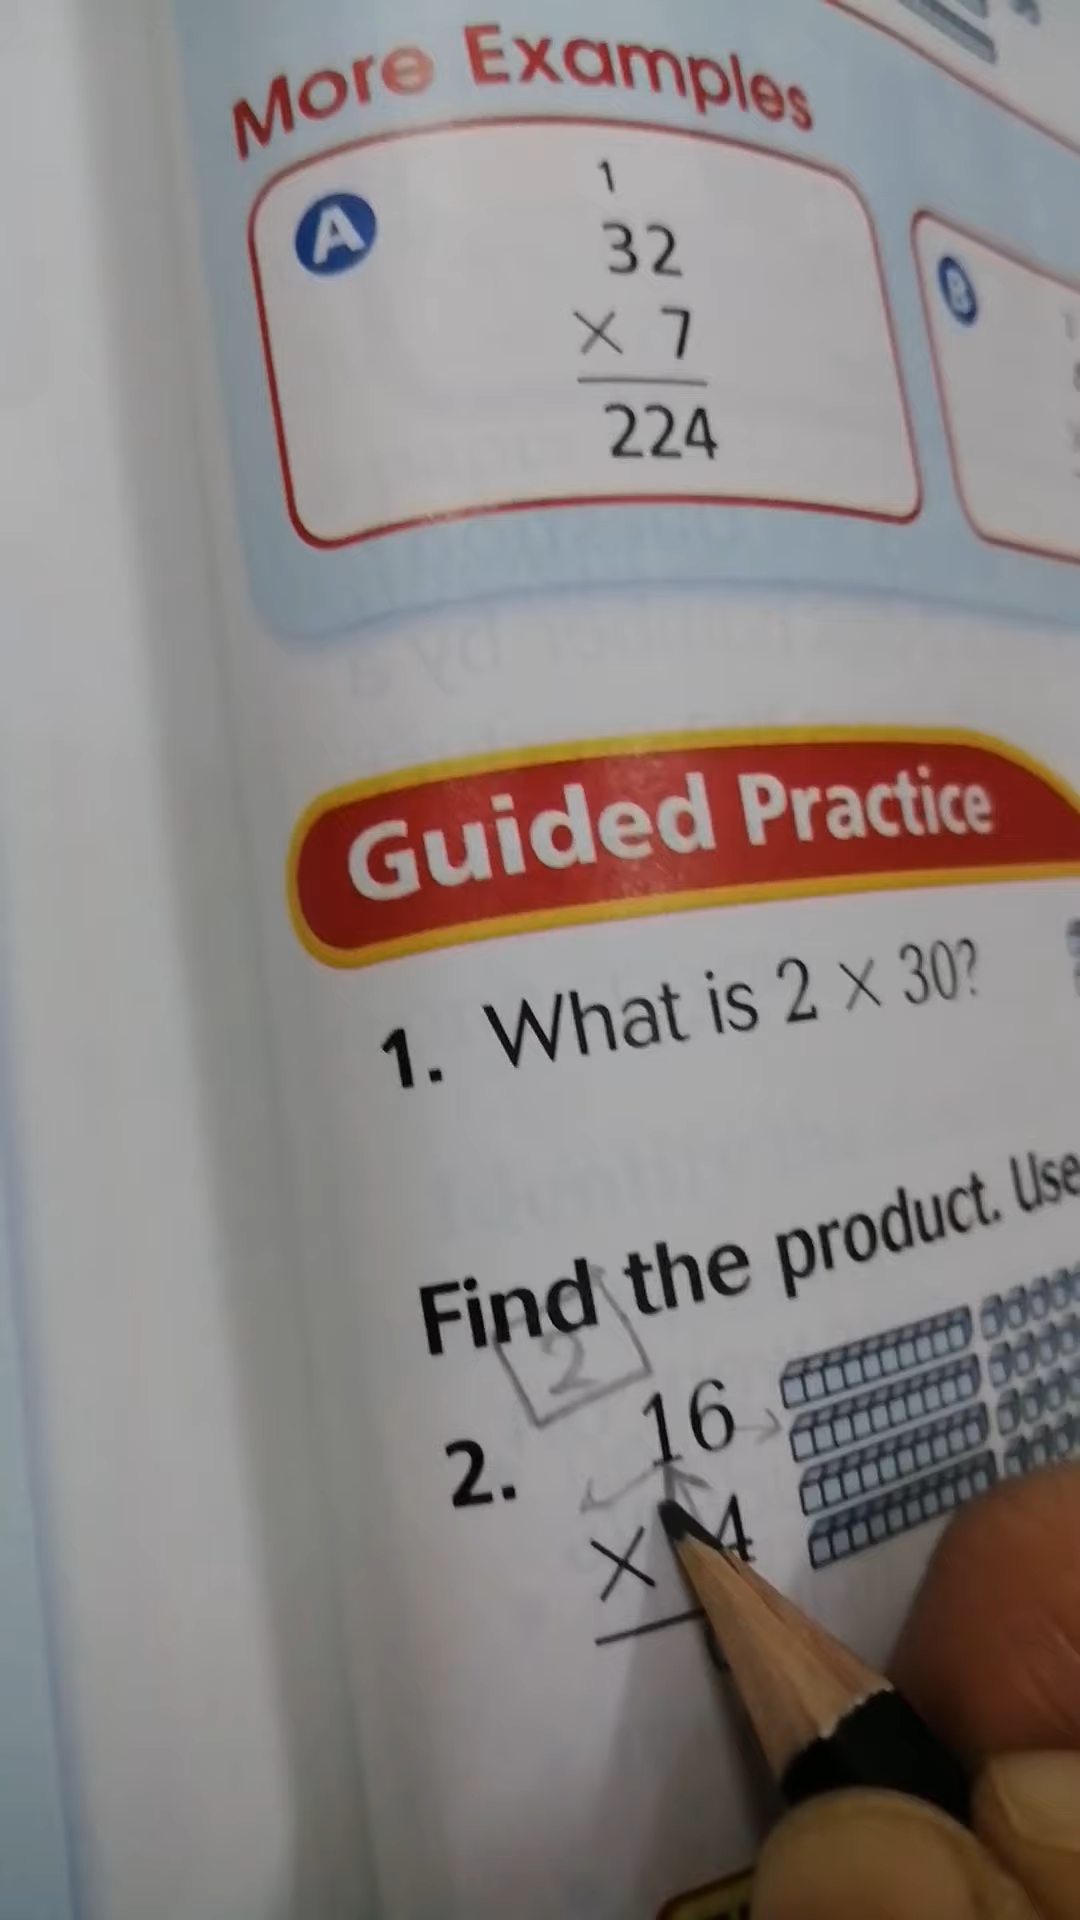 More Examples
A
1
32
× 7
224
B
Guided Practice
1. What is 2 × 30?
Find the product. Use
2
2. 16
× 4